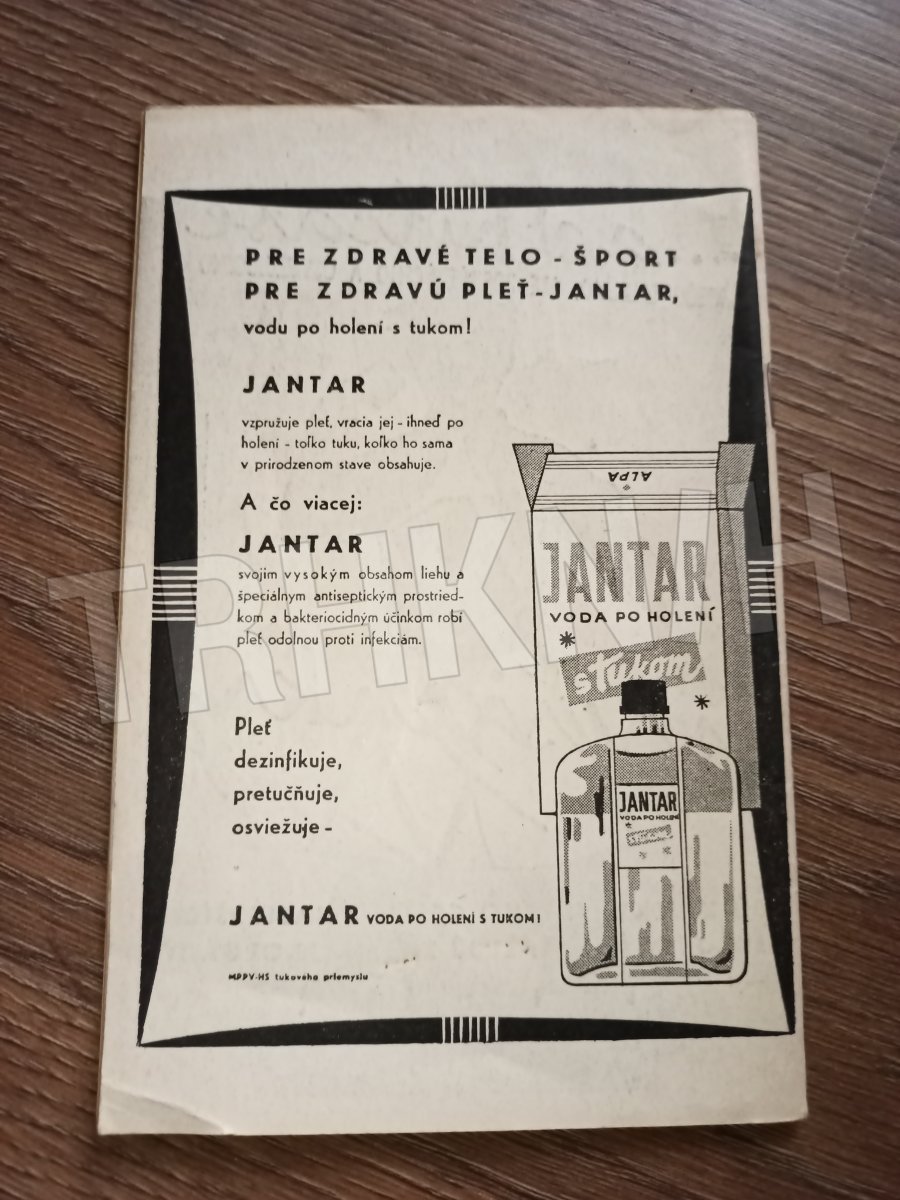 PRE ZDRAVÉ TELO - ŠPORT
PRE ZDRAVÚ PLEŤ-JANTAR,
vodu po holení s tukom!
JANTAR
vzpružuje pleť, vracia jej - ihneď po
holení - toľko tuku, koľko ho sama
v prirodzenom stave obsahuje.
A čo viacej:
JANTAR
svojim vysokým obsahom liehu a
špeciálnym antiseptickým prostried-
kom a bakteriocidným účinkom robí
pleť odolnou proti infekciám.
Pleť
dezinfikuje,
pretučňuje,
osviežuje -
JANTAR VODA PO HOLENÍ S TUKOM!
MPPV-HS tukového priemyslu
ALPA
JANTAR
VODA PO HOLENÍ
s tukom
JANTAR
VODA PO HOLENÍ
s tukom
TRHKNIH